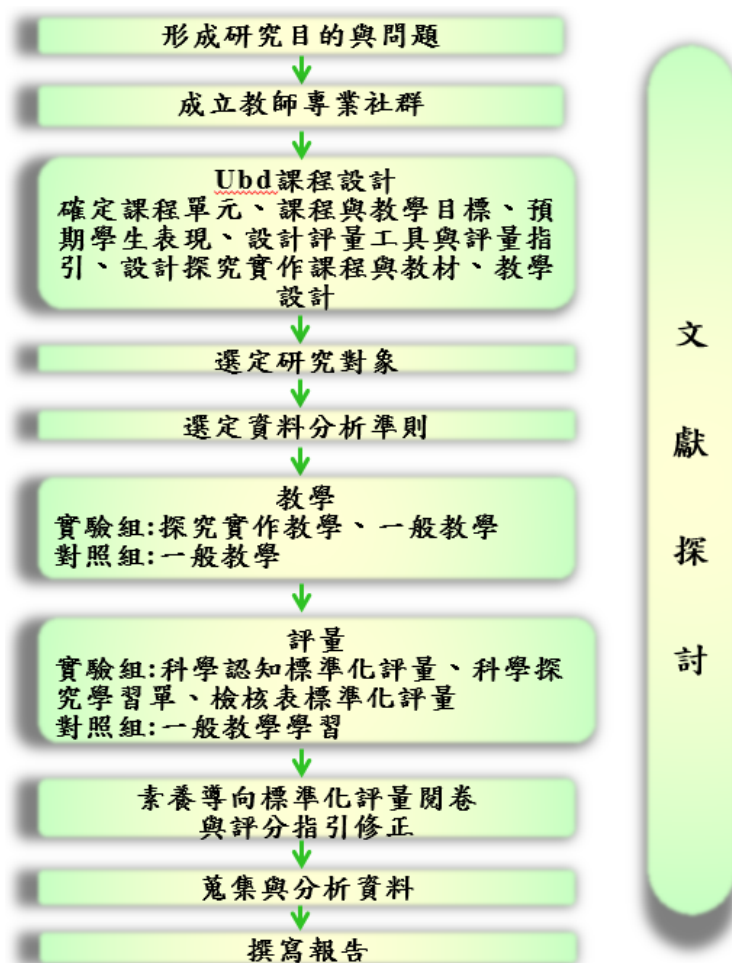 形成研究目的與問題
成立教師專業社群
Ubd課程設計
確定課程單元、課程與教學目標、預
期學生表現、設計評量工具與評量指
引、設計探究實作課程與教材、教學
設計
選定研究對象
選定資料分析準則
教學
實驗組:探究實作教學、一般教學
對照組:一般教學
評量
實驗組:科學認知標準化評量、科學探
究學習單、檢核表標準化評量
對照組:一般教學學習
素養導向標準化評量閱卷
與評分指引修正
蒐集與分析資料
撰寫報告
文
獻
探
討